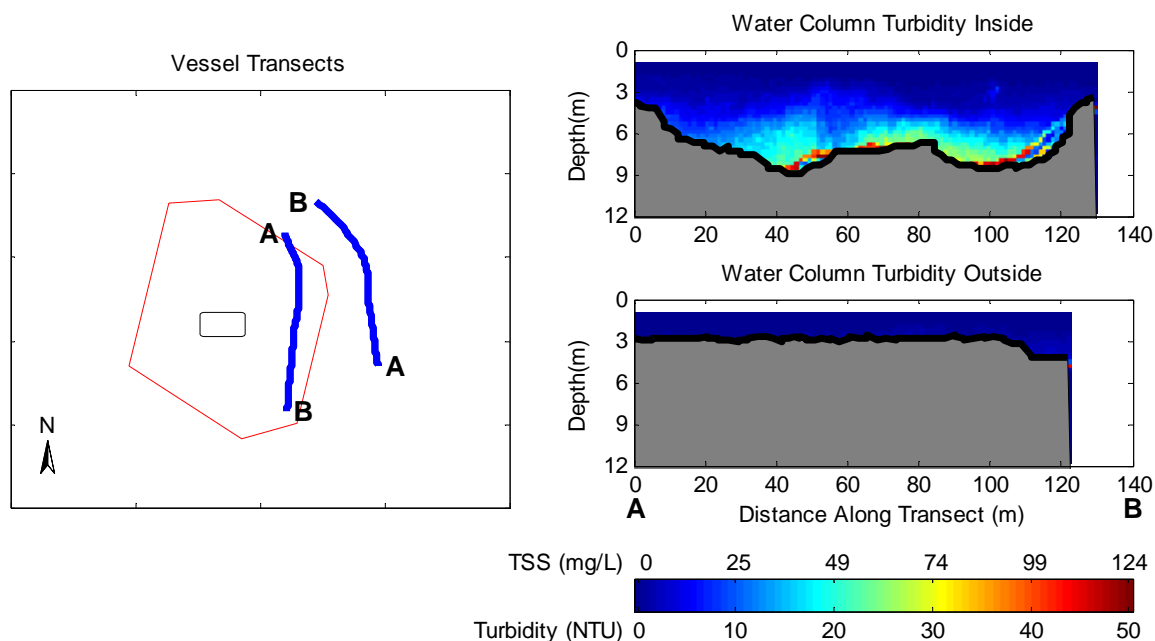 Vessel Transects
B
A
A
B
N
Water Column Turbidity Inside
0
3
6
9
12
Depth(m)
0 20 40 60 80 100 120 140
Water Column Turbidity Outside
0
3
6
9
12
Depth(m)
0 20 40 60 80 100 120 140
A B
Distance Along Transect (m)
TSS (mg/L) 0 25 49 74 99 124
Turbidity (NTU) 0 10 20 30 40 50